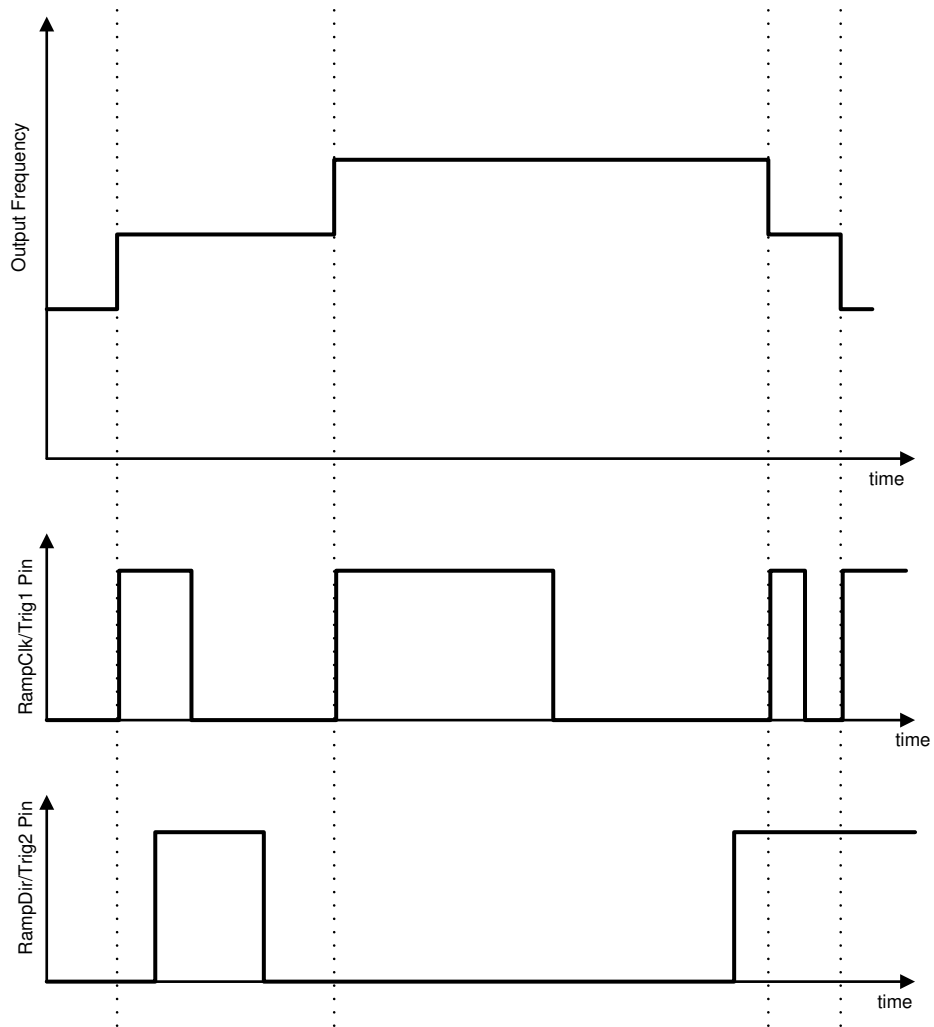 Output Frequency
time
RampClk/Trig1 Pin
time
RampDir/Trig2 Pin
time